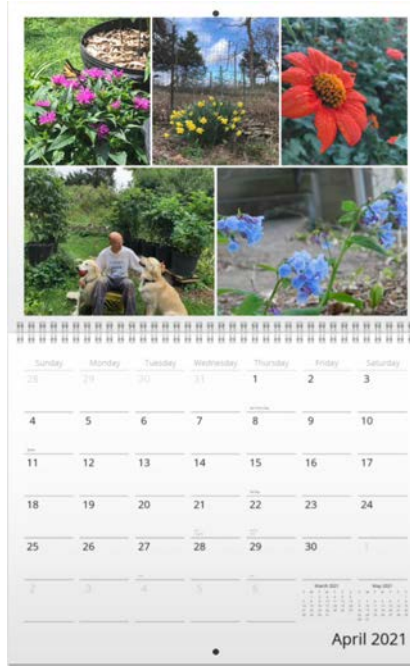 Sunday Monday Tuesday Wednesday Thursday Friday Saturday
28 29 30 31 1 2 3
4 5 6 7 8 9 10
11 12 13 14 15 16 17
18 19 20 21 22 23 24
25 26 27 28 29 30 1
2 3 4 5 6
March 2021 May 2021
April 2021